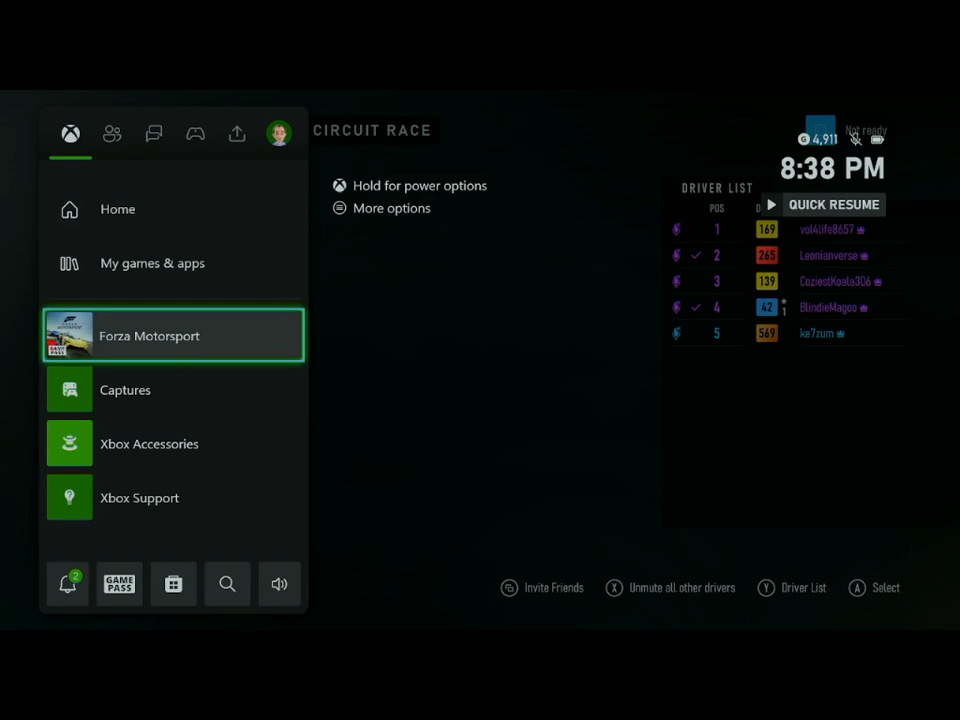 CIRCUIT RACE
Not ready
G 4,911
8:38 PM
QUICK RESUME
Home
My games & apps
Forza Motorsport
Captures
Xbox Accessories
Xbox Support
2
GAME PASS
Hold for power options
More options
DRIVER LIST
POS D
1 169 vol4life8657
2 265 Leonianverse
3 139 CoziestKoala306
4 42 * 1 BlindieMagoo
5 569 ke7zum
Invite Friends
X Unmute all other drivers
Y Driver List
A Select